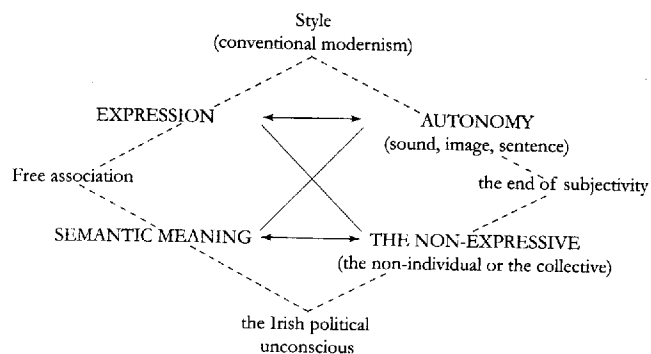 Style
(conventional modernism)
EXPRESSION
AUTONOMY
(sound, image, sentence)
Free association
the end of subjectivity
SEMANTIC MEANING
THE NON-EXPRESSIVE
(the non-individual or the collective)
the Irish political
unconscious